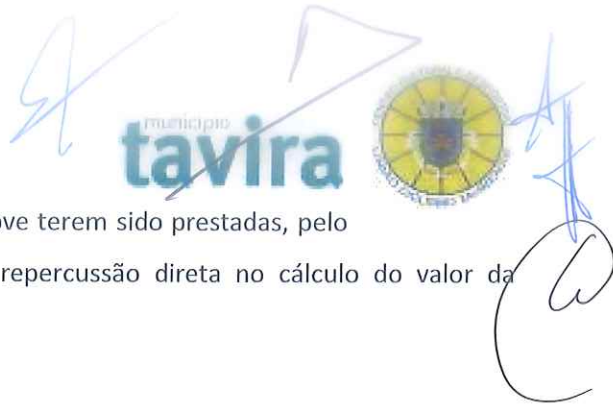 município
tavira
ve terem sido prestadas, pelo
repercussão direta no cálculo do valor da